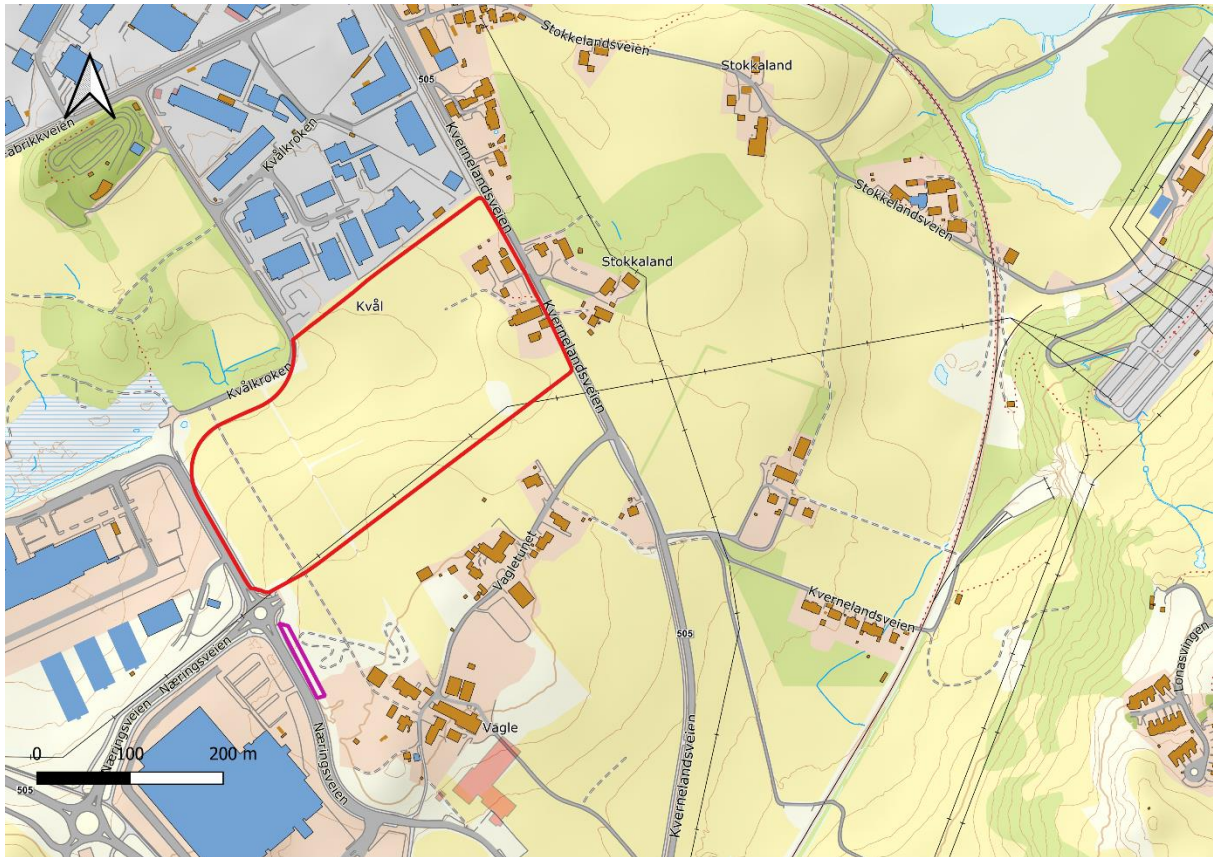 Stokkelandsveien
Stokkaland
505
Fabrikkveien
Kvålkroken
Kvernelandsveien
Stokkelandsveien
Stokkaland
Kvål
Kvernelandsveien
Kvålkroken
Vagletunet
Kvernelandsveien
505
Næringsveien
Lonasvingen
Vagle
Næringsveien
Næringsveien
Kvernelandsveien
0 100 200 m
505